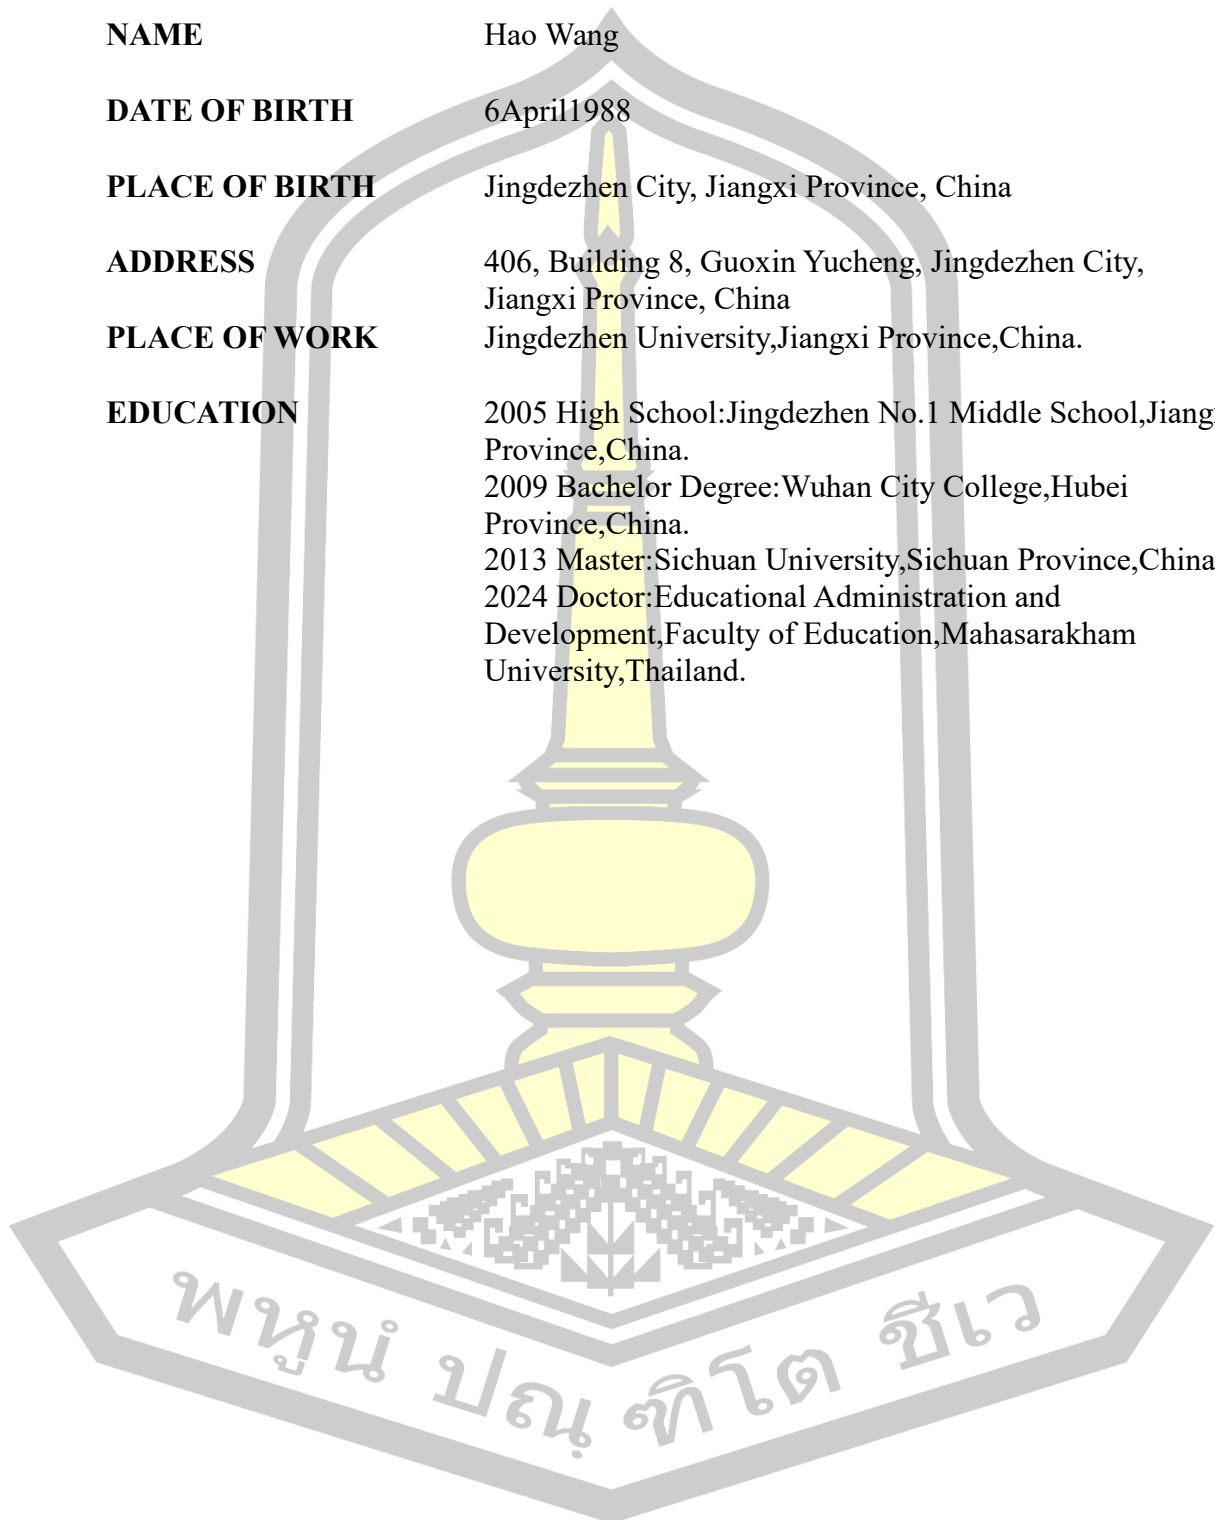 NAME Hao Wang
DATE OF BIRTH 6April1988
PLACE OF BIRTH Jingdezhen City, Jiangxi Province, China
ADDRESS 406, Building 8, Guoxin Yucheng, Jingdezhen City,
Jiangxi Province, China
PLACE OF WORK Jingdezhen University,Jiangxi Province,China.
EDUCATION 2005 High School:Jingdezhen No.1 Middle School,Jiang
Province,China.
2009 Bachelor Degree:Wuhan City College,Hubei
Province,China.
2013 Master:Sichuan University,Sichuan Province,China
2024 Doctor:Educational Administration and
Development,Faculty of Education,Mahasarakham
University,Thailand.
พหูนํ ปณฺฑิโต ชีเว